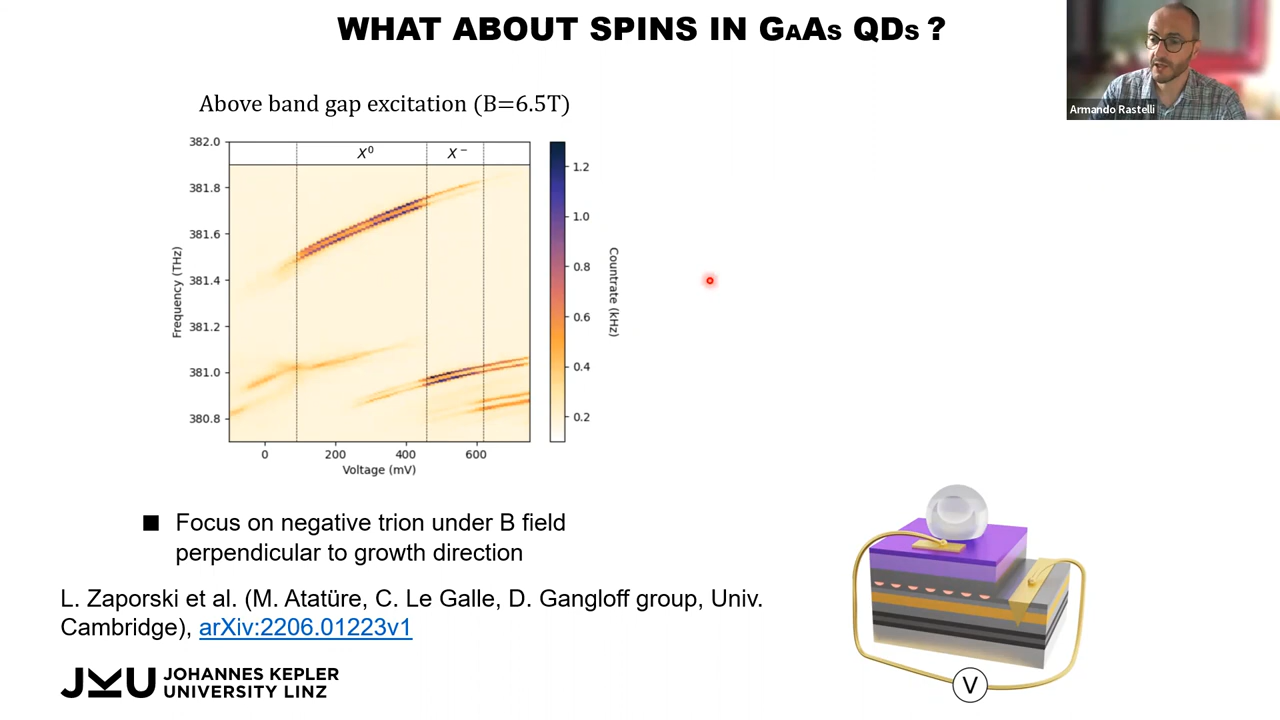 WHAT ABOUT SPINS IN GAAS QDS ?
Armando Rastelli
Above band gap excitation (B=6.5T)
382.0
381.8
381.6
381.4
381.2
381.0
380.8
Frequency (THz)
X⁰
X⁻
0
200
400
600
Voltage (mV)
1.2
1.0
0.8
0.6
0.4
0.2
Countrate (kHz)
■ Focus on negative trion under B field
perpendicular to growth direction
L. Zaporski et al. (M. Atatüre, C. Le Galle, D. Gangloff group, Univ.
Cambridge), arXiv:2206.01223v1
JKU JOHANNES KEPLER
UNIVERSITY LINZ
V